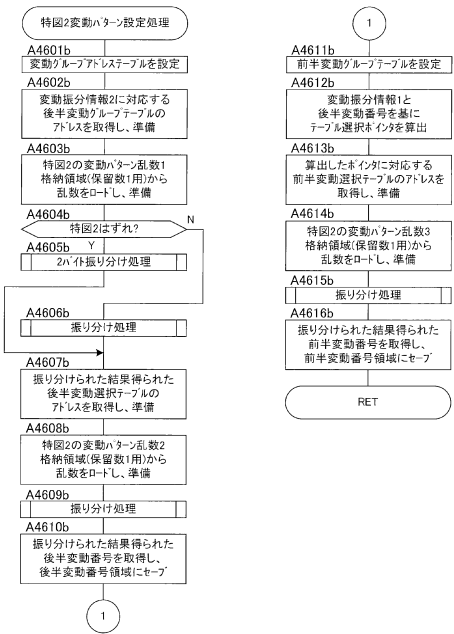 特図2変動パターン設定処理
A4601b
変動グループアドレステーブルを設定
A4602b
変動振分情報2に対応する
後半変動グループテーブルの
アドレスを取得し、準備
A4603b
特図2の変動パターン乱数1
格納領域(保留数1用)から
乱数をロードし、準備
A4604b
特図2はずれ?
N
Y
A4605b
2バイト振り分け処理
A4606b
振り分け処理
A4607b
振り分けられた結果得られた
後半変動選択テーブルの
アドレスを取得し、準備
A4608b
特図2の変動パターン乱数2
格納領域(保留数1用)から
乱数をロードし、準備
A4609b
振り分け処理
A4610b
振り分けられた結果得られた
後半変動番号を取得し、
後半変動番号領域にセーブ
1
1
A4611b
前半変動グループテーブルを設定
A4612b
変動振分情報1と
後半変動番号を基に
テーブル選択ポインタを算出
A4613b
算出したポインタに対応する
前半変動選択テーブルのアドレスを
取得し、準備
A4614b
特図2の変動パターン乱数3
格納領域(保留数1用)から
乱数をロードし、準備
A4615b
振り分け処理
A4616b
振り分けられた結果得られた
前半変動番号を取得し、
前半変動番号領域にセーブ
RET